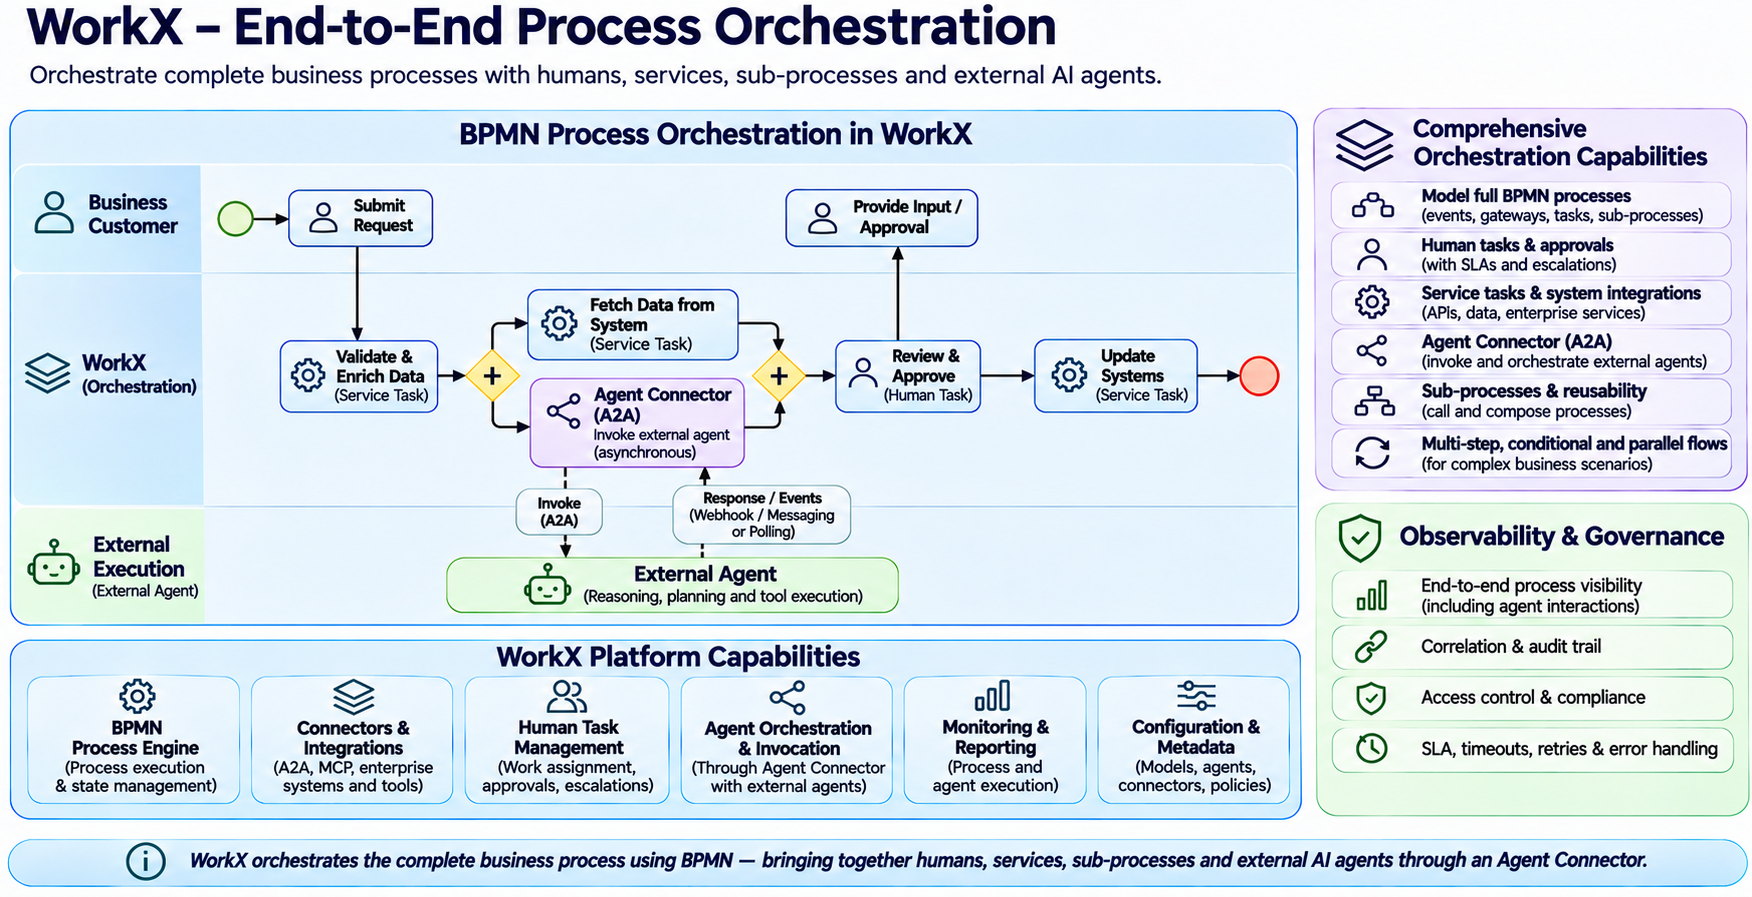 WorkX – End-to-End Process Orchestration
Orchestrate complete business processes with humans, services, sub-processes and external AI agents.
BPMN Process Orchestration in WorkX
Business
Customer
Submit
Request
Provide Input /
Approval
WorkX
(Orchestration)
Validate &
Enrich Data
(Service Task)
Fetch Data from
System
(Service Task)
Agent Connector
(A2A)
Invoke external agent
(asynchronous)
Review &
Approve
(Human Task)
Update
Systems
(Service Task)
Invoke
(A2A)
Response / Events
(Webhook / Messaging
or Polling)
External
Execution
(External Agent)
External Agent
(Reasoning, planning and tool execution)
Comprehensive
Orchestration Capabilities
Model full BPMN processes
(events, gateways, tasks, sub-processes)
Human tasks & approvals
(with SLAs and escalations)
Service tasks & system integrations
(APIs, data, enterprise services)
Agent Connector (A2A)
(invoke and orchestrate external agents)
Sub-processes & reusability
(call and compose processes)
Multi-step, conditional and parallel flows
(for complex business scenarios)
Observability & Governance
End-to-end process visibility
(including agent interactions)
Correlation & audit trail
Access control & compliance
SLA, timeouts, retries & error handling
WorkX Platform Capabilities
BPMN
Process Engine
(Process execution
& state management)
Connectors &
Integrations
(A2A, MCP, enterprise
systems and tools)
Human Task
Management
(Work assignment,
approvals, escalations)
Agent Orchestration
& Invocation
(Through Agent Connector
with external agents)
Monitoring &
Reporting
(Process and
agent execution)
Configuration &
Metadata
(Models, agents,
connectors, policies)
WorkX orchestrates the complete business process using BPMN — bringing together humans, services, sub-processes and external AI agents through an Agent Connector.